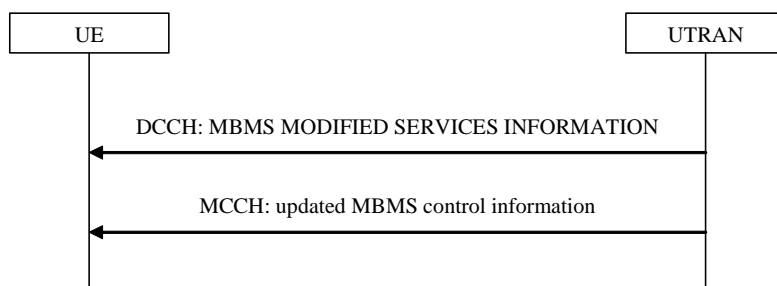 UE
UTRAN
DCCH: MBMS MODIFIED SERVICES INFORMATION
MCCH: updated MBMS control information